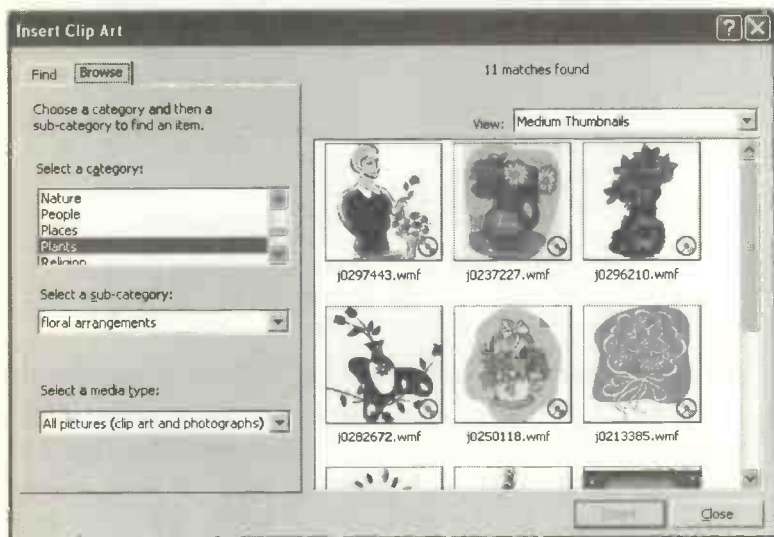 Insert Clip Art
Find Browse
11 matches found
Choose a category and then a
sub-category to find an item.
View: Medium Thumbnails
Select a category:
Nature
People
Places
Plants
Religion
j0297443.wmf j0237227.wmf j0296210.wmf
Select a sub-category:
floral arrangements
Select a media type:
All pictures (clip art and photographs)
j0282672.wmf j0250118.wmf j0213385.wmf
Close